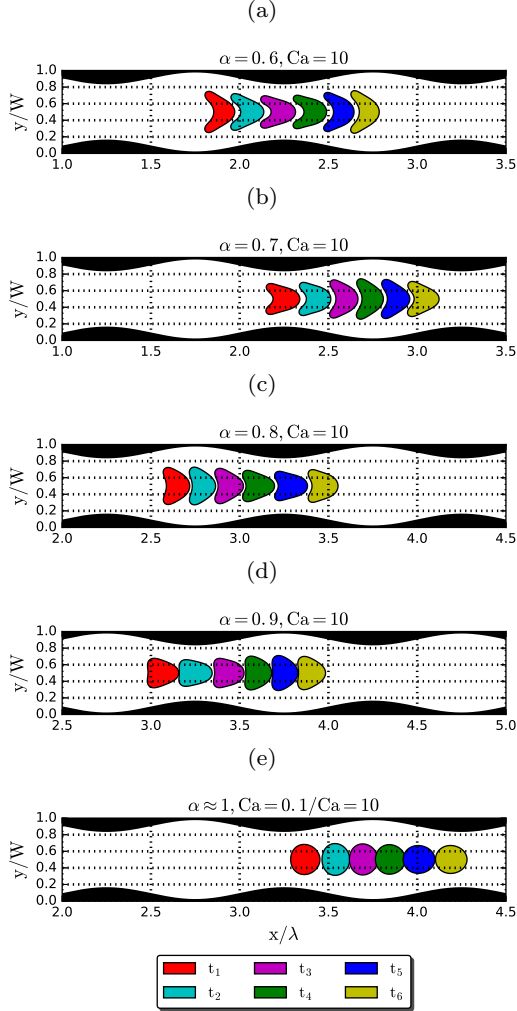 (a)
α = 0.6, Ca = 10
y/W
1.0
0.8
0.6
0.4
0.2
0.0
1.0 1.5 2.0 2.5 3.0 3.5
(b)
α = 0.7, Ca = 10
y/W
1.0
0.8
0.6
0.4
0.2
0.0
1.0 1.5 2.0 2.5 3.0 3.5
(c)
α = 0.8, Ca = 10
y/W
1.0
0.8
0.6
0.4
0.2
0.0
2.0 2.5 3.0 3.5 4.0 4.5
(d)
α = 0.9, Ca = 10
y/W
1.0
0.8
0.6
0.4
0.2
0.0
2.5 3.0 3.5 4.0 4.5 5.0
(e)
α ≈ 1, Ca = 0.1/Ca = 10
y/W
1.0
0.8
0.6
0.4
0.2
0.0
2.0 2.5 3.0 3.5 4.0 4.5
x/λ
t₁ t₃ t₅
t₂ t₄ t₆